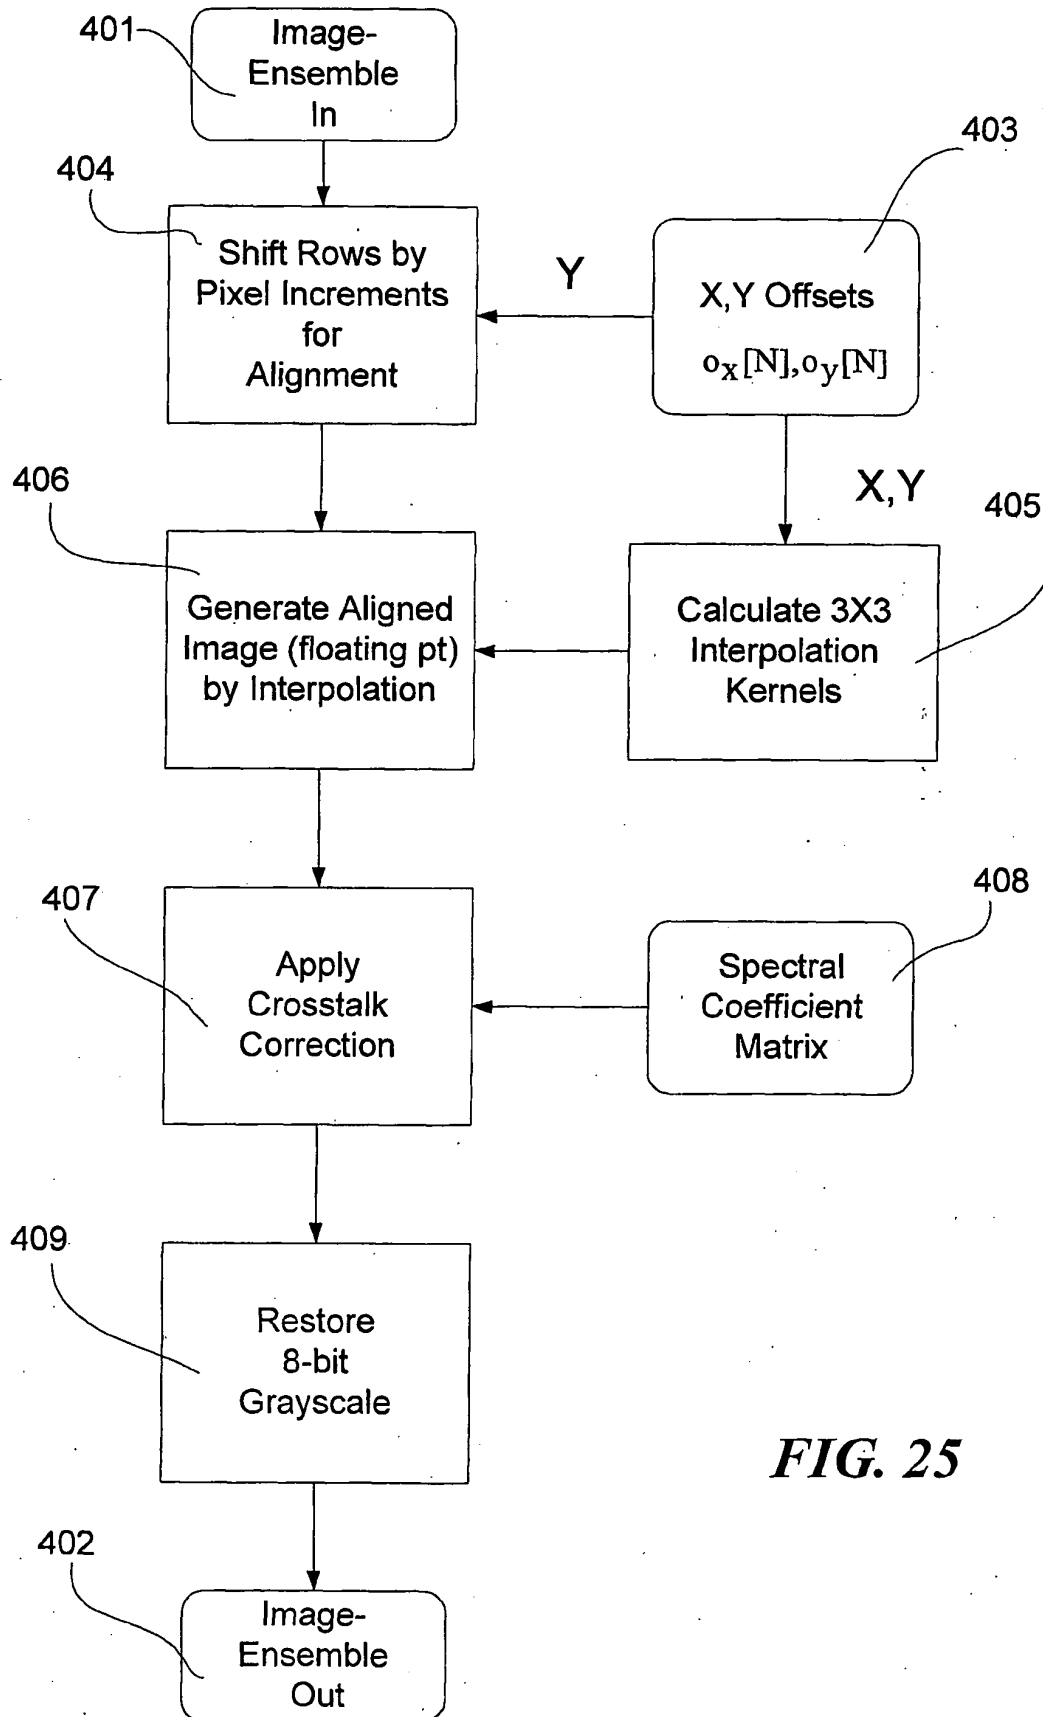 401
Image-
Ensemble
In
403
404
Shift Rows by
Pixel Increments
for
Alignment
Y
X,Y Offsets
ox[N],oy[N]
X,Y
406
405
Generate Aligned
Image (floating pt)
by Interpolation
Calculate 3X3
Interpolation
Kernels
407
408
Apply
Crosstalk
Correction
Spectral
Coefficient
Matrix
409
Restore
8-bit
Grayscale
FIG. 25
402
Image-
Ensemble
Out